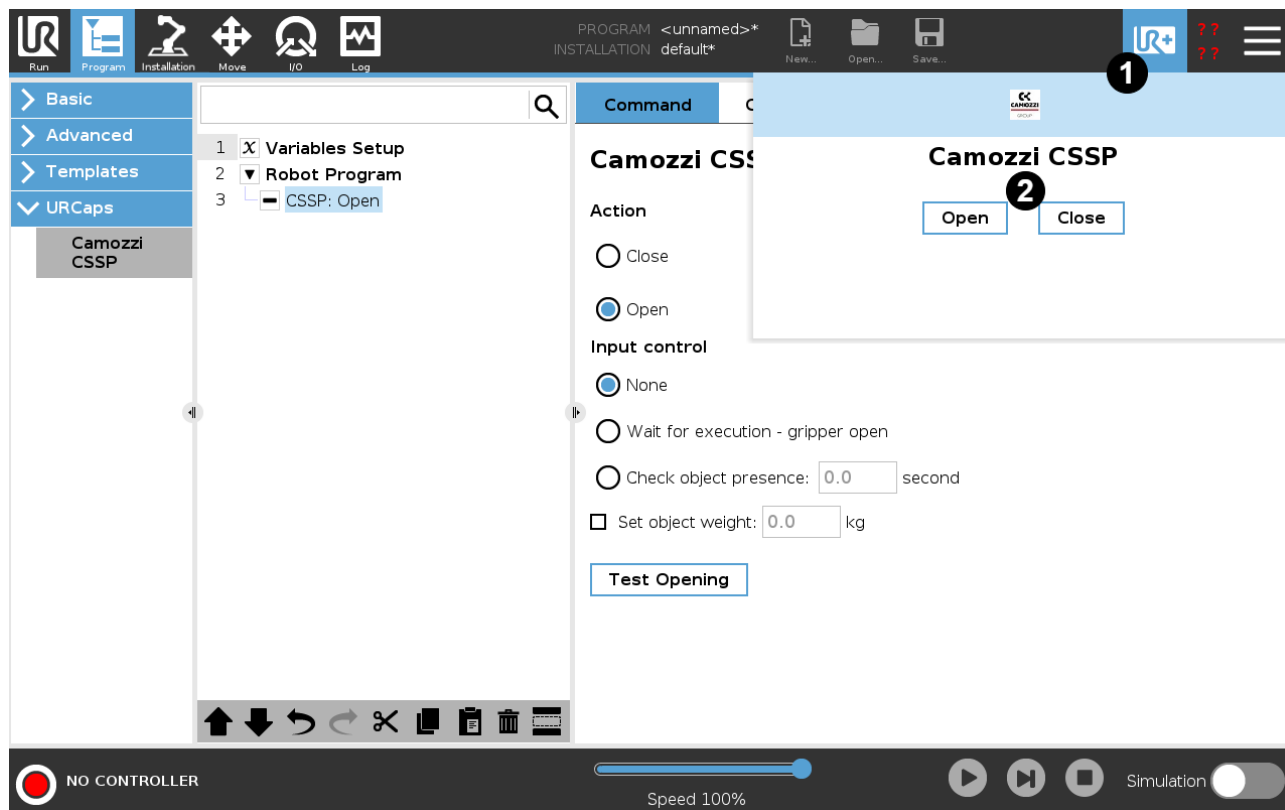 PROGRAM <unnamed>*
INSTALLATION default*
Run Program Installation Move I/O Log
New... Open... Save...
UR+
? ?
? ?
1
Basic
Advanced
Templates
URCaps
Camozzi
CSSP
1 X Variables Setup
2 Robot Program
3 CSSP: Open
Command C
CAMOZZI
GROUP
Camozzi CSS
Camozzi CSSP
2
Open Close
Action
Close
Open
Input control
None
Wait for execution - gripper open
Check object presence: 0.0 second
Set object weight: 0.0 kg
Test Opening
NO CONTROLLER
Speed 100%
Simulation